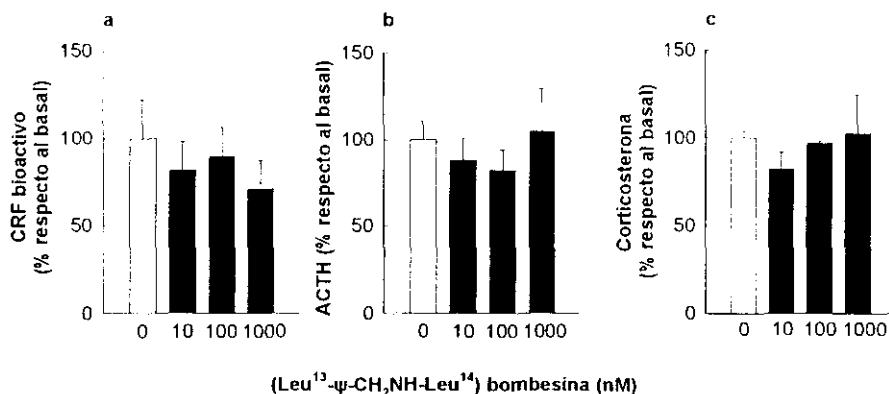 a
150
100
50
0
CRF bioactivo
(% respecto al basal)
0 10 100 1000
b
150
100
50
0
ACTH (% respecto al basal)
0 10 100 1000
c
150
100
50
0
Corticosterona
(% respecto al basal)
0 10 100 1000
(Leu¹³-ψ-CH₂NH-Leu¹⁴) bombesina (nM)